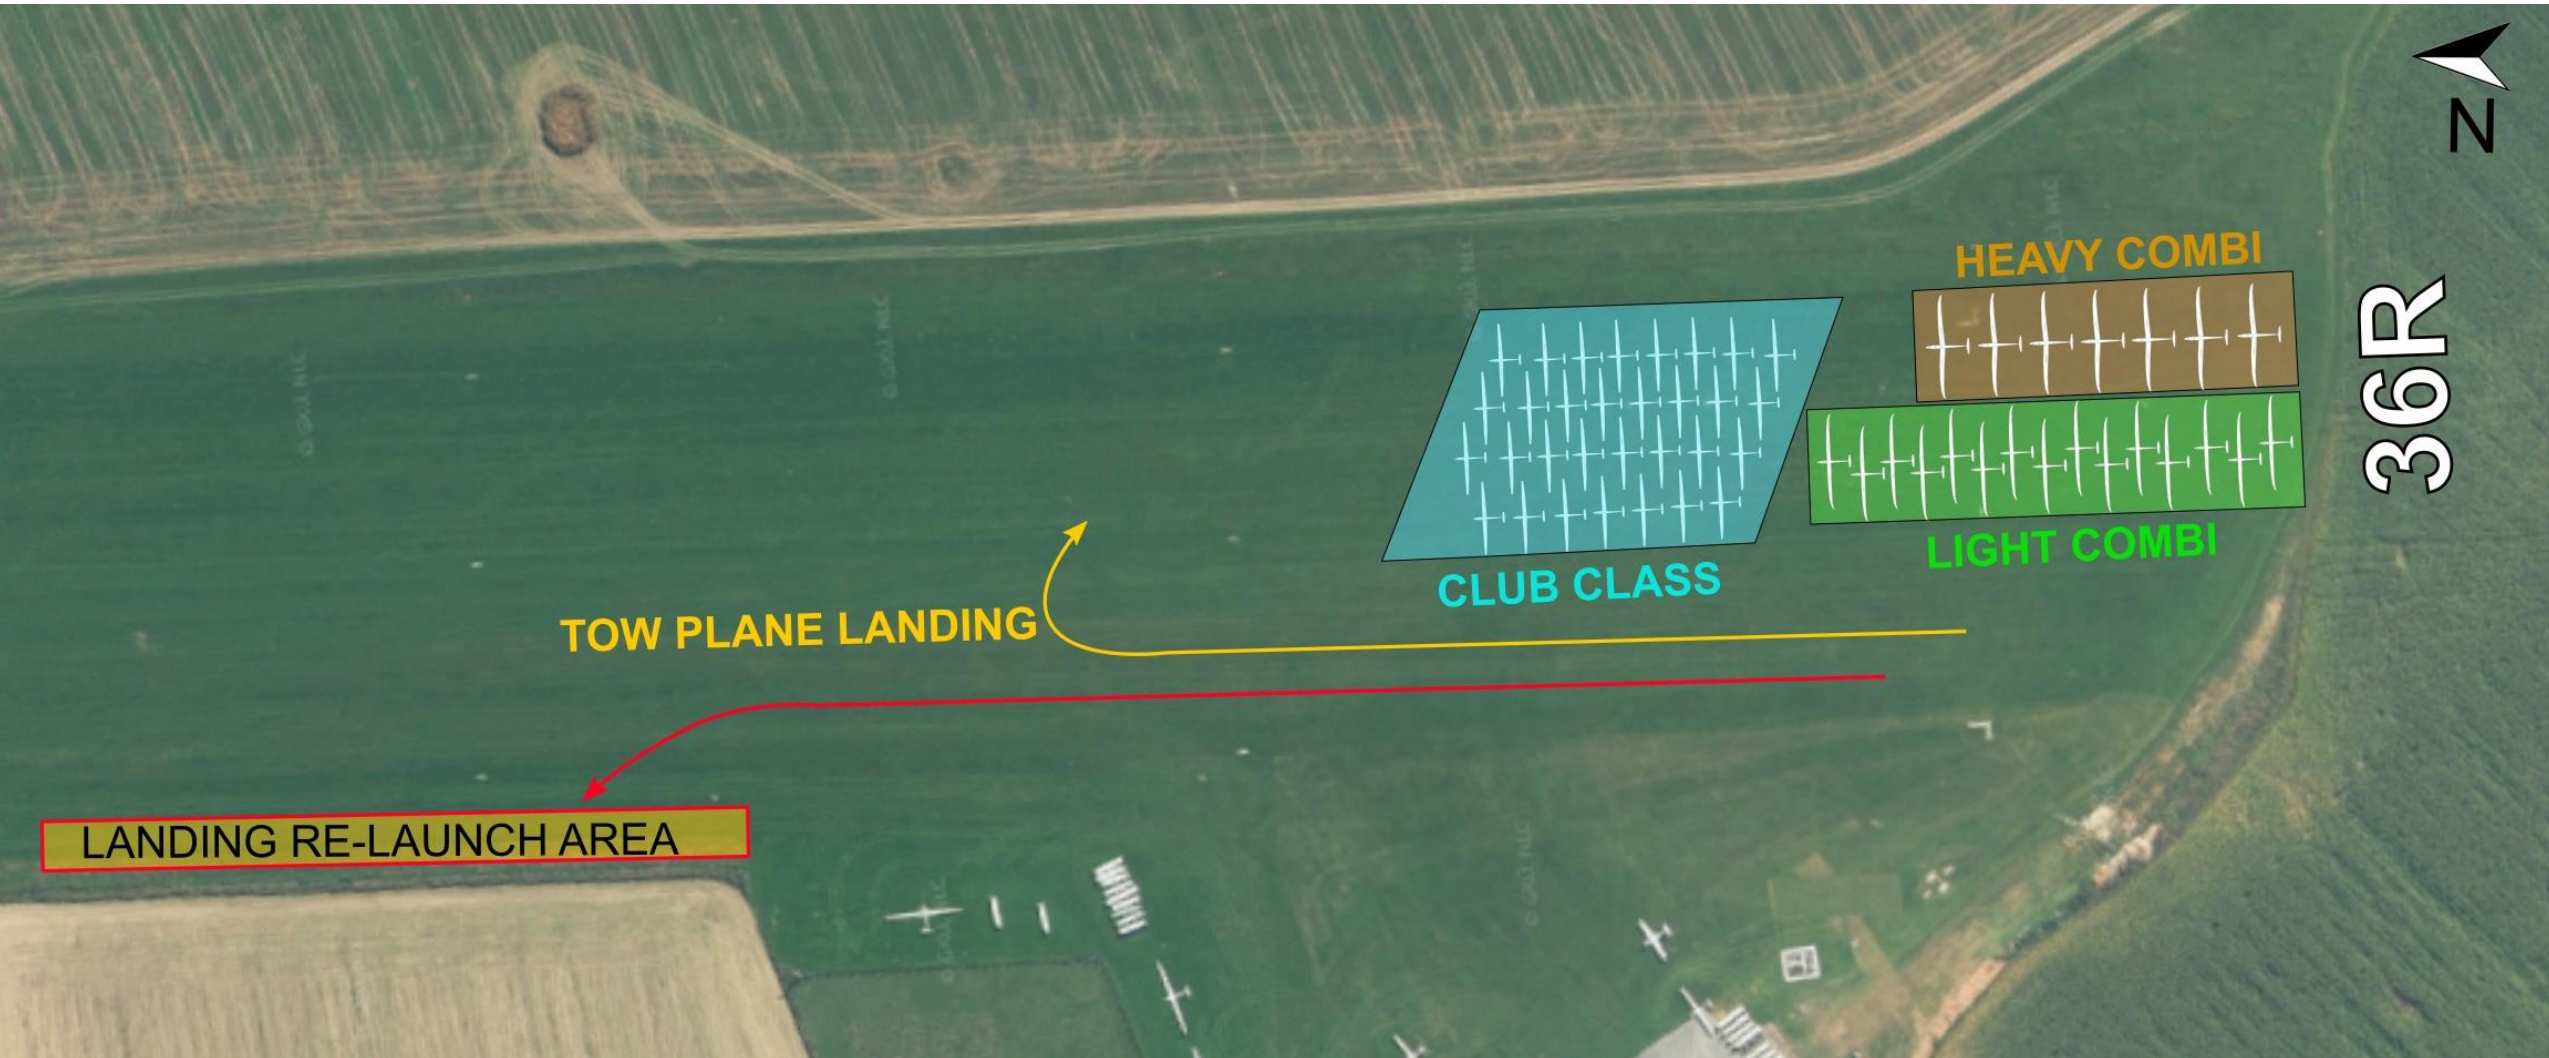 N
HEAVY COMBI
36R
LIGHT COMBI
CLUB CLASS
TOW PLANE LANDING
LANDING RE-LAUNCH AREA